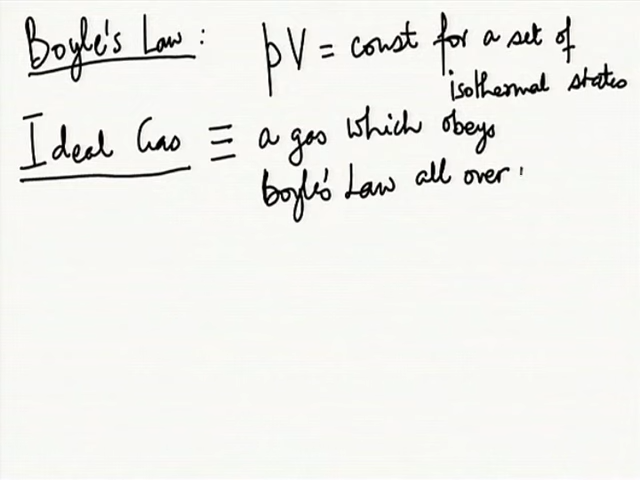 Boyle's Law : pV = const for a set of
isothermal states
Ideal Gas ≡ a gas which obeys
Boyle's Law all over